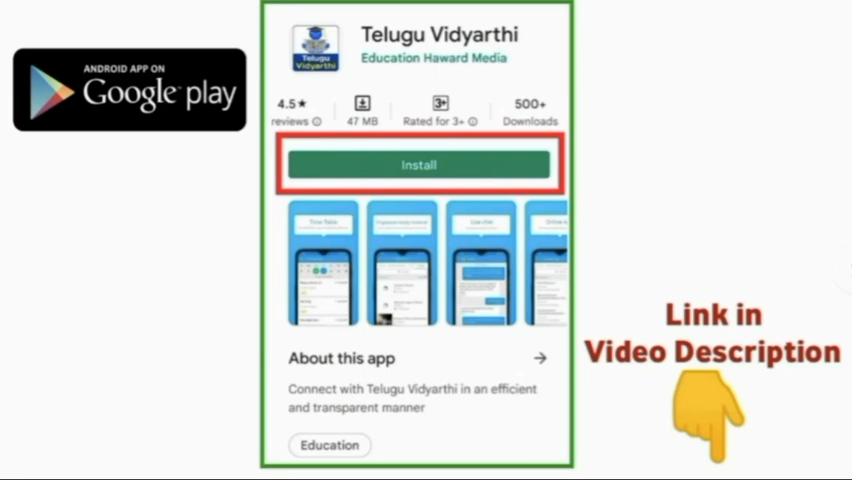 ANDROID APP ON
Google play
Telugu Vidyarthi
Education Haward Media
Telugu
Vidyarthi
4.5★
reviews
47 MB
3+
Rated for 3+
500+
Downloads
Install
Time Table
Live chat
About this app
Connect with Telugu Vidyarthi in an efficient
and transparent manner
Education
Link in
Video Description